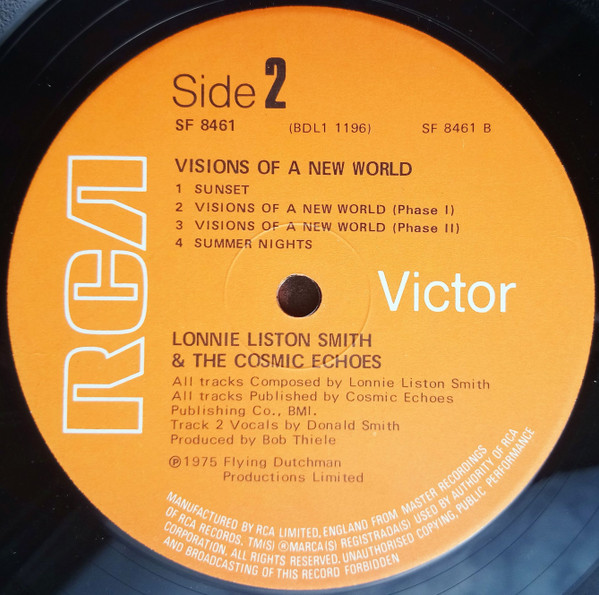 Side 2
SF 8461 (BDL1 1196) SF 8461 B
VISIONS OF A NEW WORLD
1 SUNSET
2 VISIONS OF A NEW WORLD (Phase I)
3 VISIONS OF A NEW WORLD (Phase II)
4 SUMMER NIGHTS
RCA
Victor
LONNIE LISTON SMITH
& THE COSMIC ECHOES
All tracks Composed by Lonnie Liston Smith
All tracks Published by Cosmic Echoes
Publishing Co., BMI.
Track 2 Vocals by Donald Smith
Produced by Bob Thiele
℗1975 Flying Dutchman
Productions Limited
MANUFACTURED BY RCA LIMITED, ENGLAND FROM MASTER RECORDINGS
OF RCA RECORDS. TM(S) ®MARCA(S) REGISTRADA(S) USED BY AUTHORITY OF RCA
CORPORATION. ALL RIGHTS RESERVED. UNAUTHORISED COPYING, PUBLIC PERFORMANCE
AND BROADCASTING OF THIS RECORD FORBIDDEN